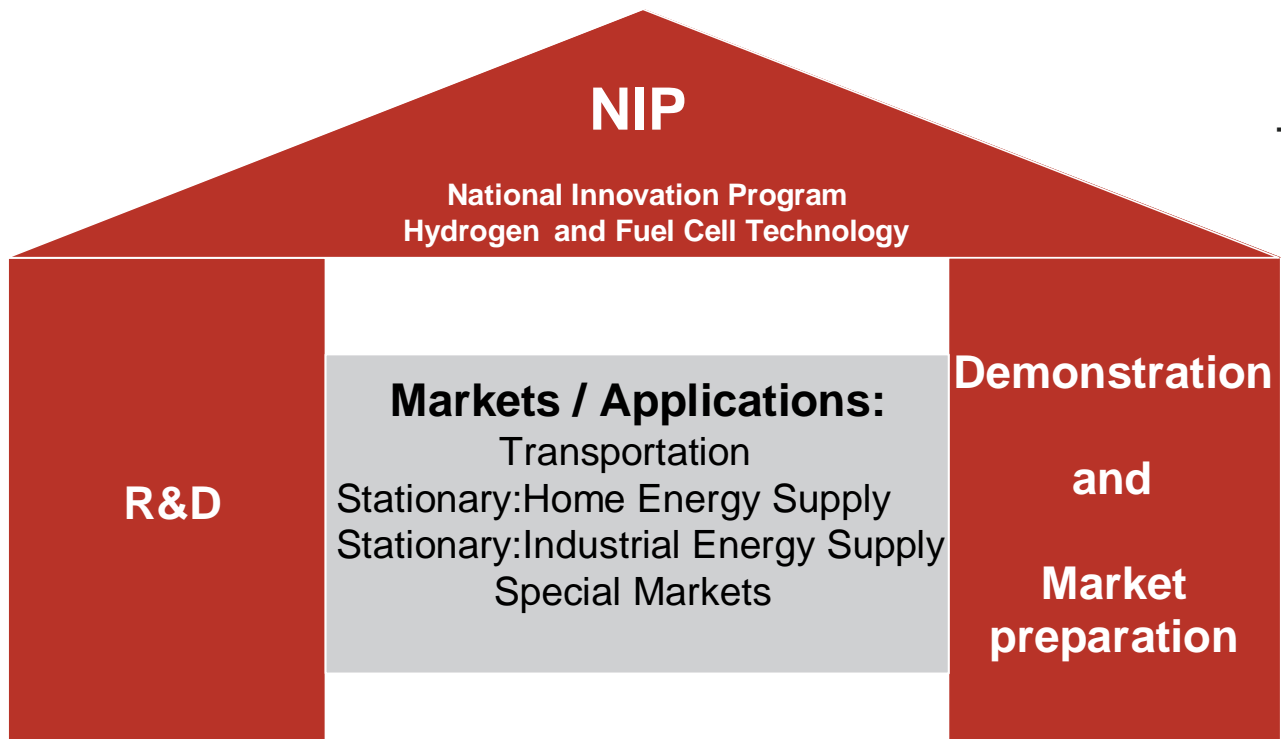 NIP
National Innovation Program
Hydrogen and Fuel Cell Technology
R&D
Markets / Applications:
Transportation
Stationary:Home Energy Supply
Stationary:Industrial Energy Supply
Special Markets
Demonstration
and
Market
preparation